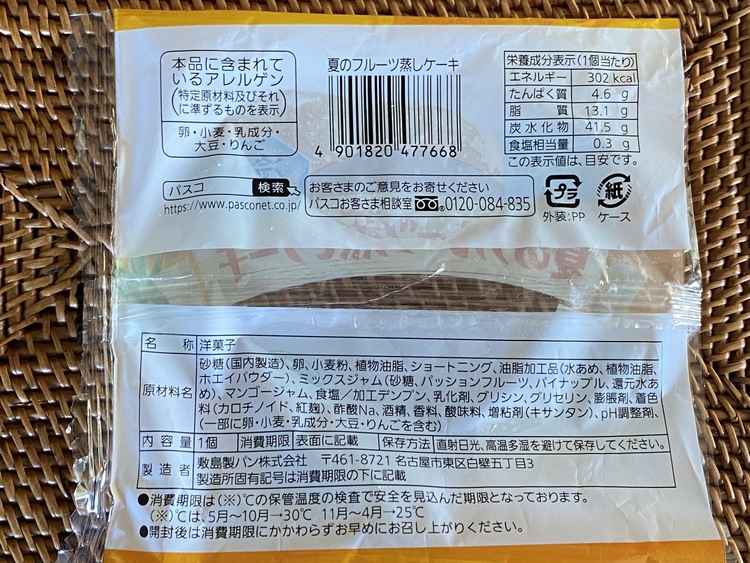 本品に含まれて
いるアレルゲン
(特定原材料及びそれ
に準ずるものを表示)
卵・小麦・乳成分・
大豆・りんご
夏のフルーツ蒸しケーキ
4 901820 477668
栄養成分表示(1個当たり)
エネルギー 302 kcal
たんぱく質 4.6 g
脂質 13.1 g
炭水化物 41.5 g
食塩相当量 0.3 g
この表示値は、目安です。
パスコ 検索
https://www.pasconet.co.jp/
お客さまのご意見をお寄せください
パスコお客さま相談室 0120-084-835
プラ
外装:PP
紙
ケース
名称 洋菓子
原材料名 砂糖(国内製造)、卵、小麦粉、植物油脂、ショートニング、油脂加工品(水あめ、植物油脂、
ホエイパウダー)、ミックスジャム(砂糖、パッションフルーツ、パイナップル、還元水あ
め)、マンゴージャム、食塩/加工デンプン、乳化剤、グリシン、グリセリン、膨脹剤、着色
料(カロチノイド、紅麹)、酢酸Na、酒精、香料、酸味料、増粘剤(キサンタン)、pH調整剤、
(一部に卵・小麦・乳成分・大豆・りんごを含む)
内容量 1個 消費期限 表面に記載 保存方法 直射日光、高温多湿を避けて保存してください。
製造者 敷島製パン株式会社 〒461-8721 名古屋市東区白壁五丁目3
製造所固有記号は消費期限の下に記載
●消費期限は(※)℃の保管温度の検査で安全を見込んだ期限となっております。
(※)℃は、5月〜10月→30℃ 11月〜4月→25℃
●開封後は消費期限にかかわらずお早めにお召し上がりください。